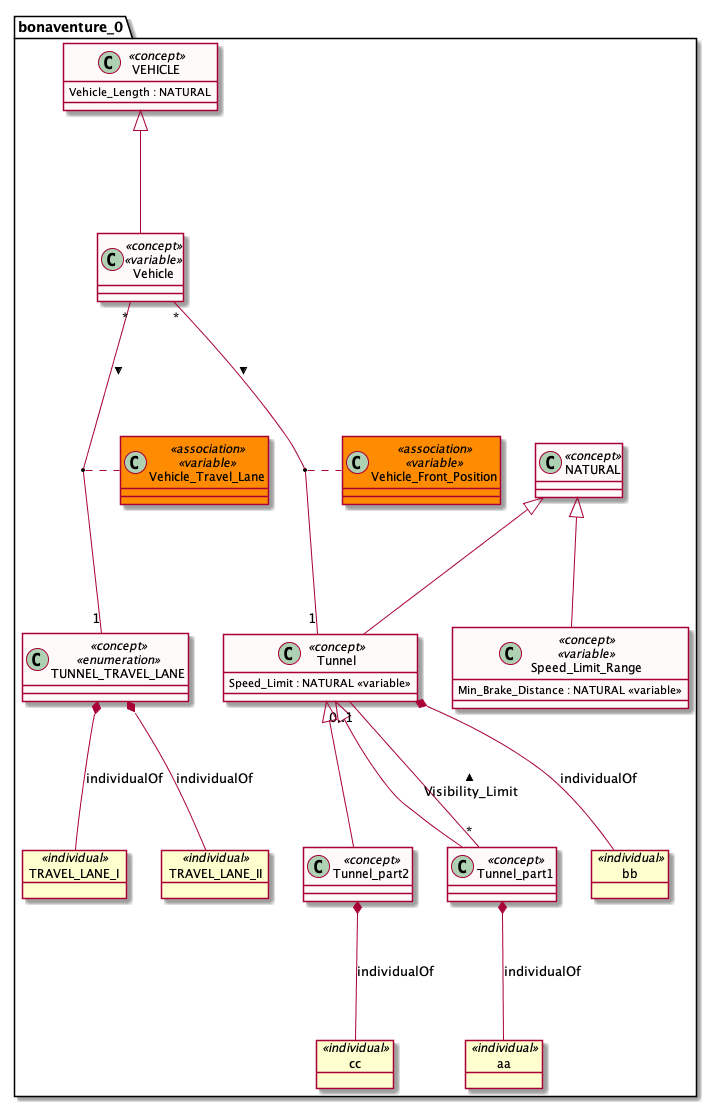 bonaventure_0
C
«concept»
VEHICLE
Vehicle_Length : NATURAL
C
«concept»
«variable»
Vehicle
*
*
C
«association»
«variable»
Vehicle_Travel_Lane
C
«association»
«variable»
Vehicle_Front_Position
C
«concept»
NATURAL
1
1
C
«concept»
«enumeration»
TUNNEL_TRAVEL_LANE
C
«concept»
Tunnel
Speed_Limit : NATURAL «variable»
C
«concept»
«variable»
Speed_Limit_Range
Min_Brake_Distance : NATURAL «variable»
0..1
individualOf
individualOf
Visibility_Limit
individualOf
*
«individual»
TRAVEL_LANE_I
«individual»
TRAVEL_LANE_II
C
«concept»
Tunnel_part2
C
«concept»
Tunnel_part1
«individual»
bb
individualOf
individualOf
«individual»
cc
«individual»
aa